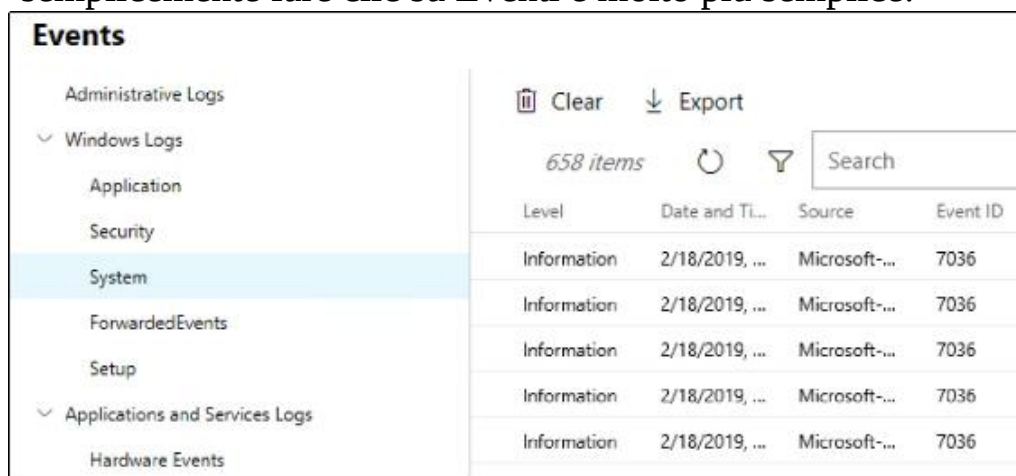 Events
Administrative Logs
Windows Logs
Application
Security
System
ForwardedEvents
Setup
Applications and Services Logs
Hardware Events
Clear Export
658 items Search
Level Date and Ti... Source Event ID
Information 2/18/2019, ... Microsoft-... 7036
Information 2/18/2019, ... Microsoft-... 7036
Information 2/18/2019, ... Microsoft-... 7036
Information 2/18/2019, ... Microsoft-... 7036
Information 2/18/2019, ... Microsoft-... 7036